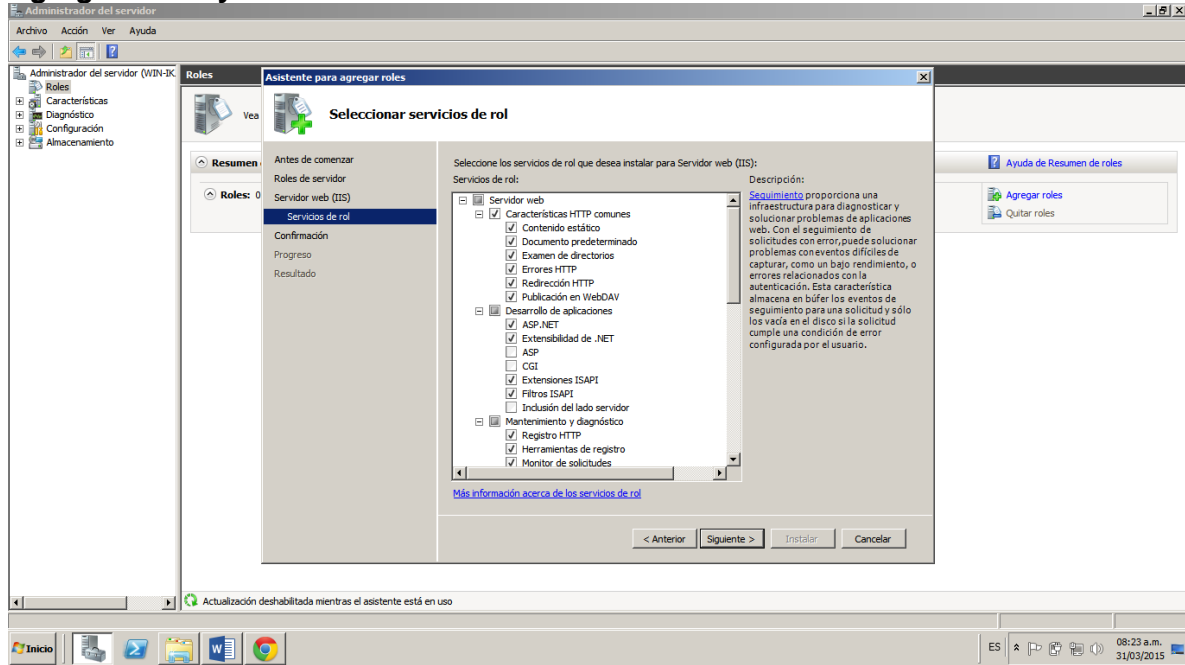 Administrador del servidor
Archivo Acción Ver Ayuda
Administrador del servidor (WIN-IK
Roles
Características
Diagnóstico
Configuración
Almacenamiento
Roles
Vea
Resumen
Roles: 0
Ayuda de Resumen de roles
Agregar roles
Quitar roles
Asistente para agregar roles
Seleccionar servicios de rol
Antes de comenzar
Roles de servidor
Servidor web (IIS)
Servicios de rol
Confirmación
Progreso
Resultado
Seleccione los servicios de rol que desea instalar para Servidor web (IIS):
Servicios de rol:
Servidor web
Características HTTP comunes
Contenido estático
Documento predeterminado
Examen de directorios
Errores HTTP
Redirección HTTP
Publicación en WebDAV
Desarrollo de aplicaciones
ASP.NET
Extensibilidad de .NET
ASP
CGI
Extensiones ISAPI
Filtros ISAPI
Inclusión del lado servidor
Mantenimiento y diagnóstico
Registro HTTP
Herramientas de registro
Monitor de solicitudes
Descripción:
Seguimiento proporciona una
infraestructura para diagnosticar y
solucionar problemas de aplicaciones
web. Con el seguimiento de
solicitudes con error,puede solucionar
problemas con eventos difíciles de
capturar, como un bajo rendimiento, o
errores relacionados con la
autenticación. Esta característica
almacena en búfer los eventos de
seguimiento para una solicitud y sólo
los vacía en el disco si la solicitud
cumple una condición de error
configurada por el usuario.
Más información acerca de los servicios de rol
< Anterior
Siguiente >
Instalar
Cancelar
Actualización deshabilitada mientras el asistente está en uso
Inicio
ES
08:23 a.m.
31/03/2015